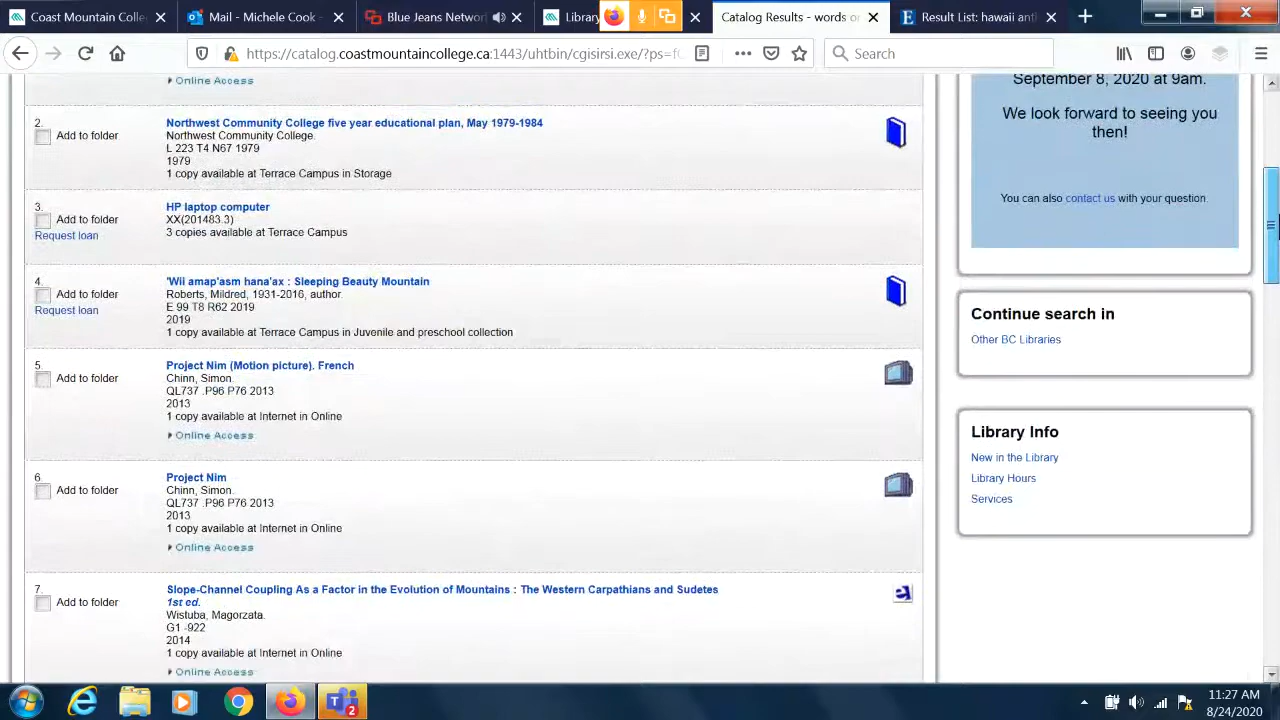 Coast Mountain Colle
Mail - Michele Cook -
Blue Jeans Networ
Library
Catalog Results - words or
Result List: hawaii ant
https://catalog.coastmountaincollege.ca:1443/uhtbin/cgisirsi.exe/?ps=f
Search
Online Access
2.
Add to folder
Northwest Community College five year educational plan, May 1979-1984
Northwest Community College.
L 223 T4 N67 1979
1979
1 copy available at Terrace Campus in Storage
3.
Add to folder
Request loan
HP laptop computer
XX(201483.3)
3 copies available at Terrace Campus
4.
Add to folder
Request loan
'Wii amap'asm hana'ax : Sleeping Beauty Mountain
Roberts, Mildred, 1931-2016, author.
E 99 T8 R62 2019
2019
1 copy available at Terrace Campus in Juvenile and preschool collection
5.
Add to folder
Project Nim (Motion picture). French
Chinn, Simon.
QL737 .P96 P76 2013
2013
1 copy available at Internet in Online
Online Access
6.
Add to folder
Project Nim
Chinn, Simon.
QL737 .P96 P76 2013
2013
1 copy available at Internet in Online
Online Access
7.
Add to folder
Slope-Channel Coupling As a Factor in the Evolution of Mountains : The Western Carpathians and Sudetes
1st ed.
Wistuba, Magorzata.
G1 -922
2014
1 copy available at Internet in Online
Online Access
September 8, 2020 at 9am.
We look forward to seeing you
then!
You can also contact us with your question.
Continue search in
Other BC Libraries
Library Info
New in the Library
Library Hours
Services
2
11:27 AM
8/24/2020